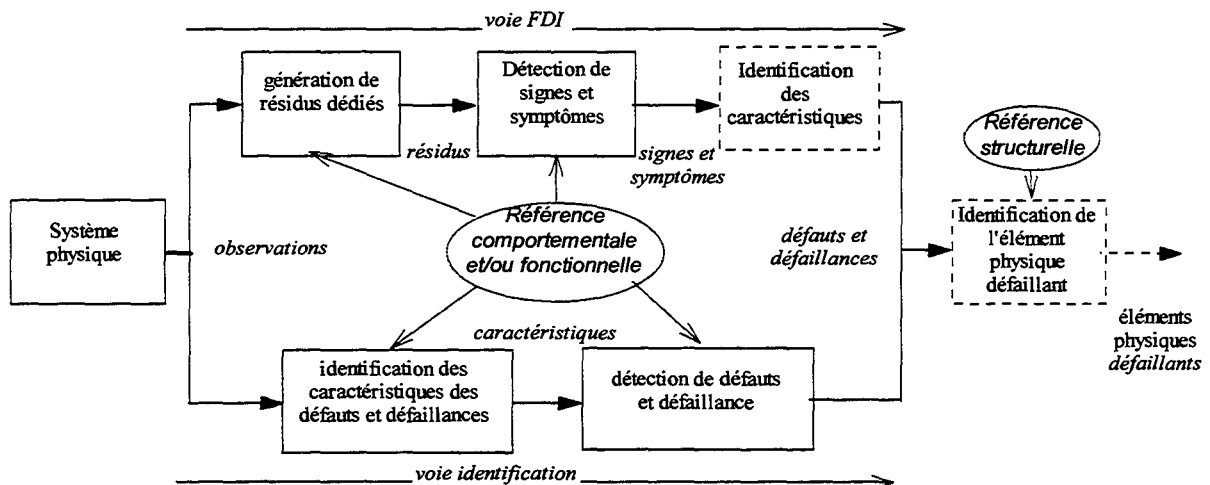 voie FDI
génération de
résidus dédiés
Détection de
signes et
symptômes
Identification
des
caractéristiques
Référence
structurelle
résidus
signes et
symptômes
Système
physique
observations
Référence
comportementale
et/ou fonctionnelle
défauts et
défaillances
Identification de
l'élément
physique
défaillant
éléments
physiques
défaillants
caractéristiques
identification des
caractéristiques des
défauts et défaillances
détection de défauts
et défaillance
voie identification